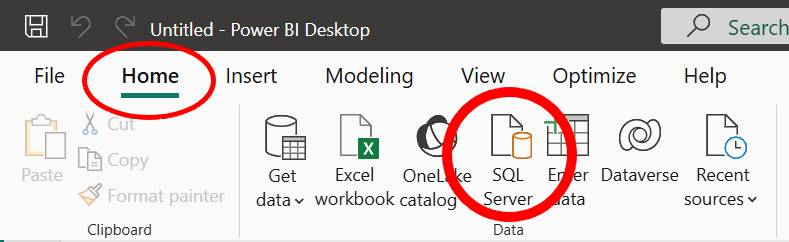 Untitled - Power BI Desktop
Search
File Home Insert Modeling View Optimize Help
Paste
Cut
Copy
Format painter
Clipboard
Get data
Excel workbook
OneLake catalog
SQL Server
Enter data
Dataverse
Recent sources
Data